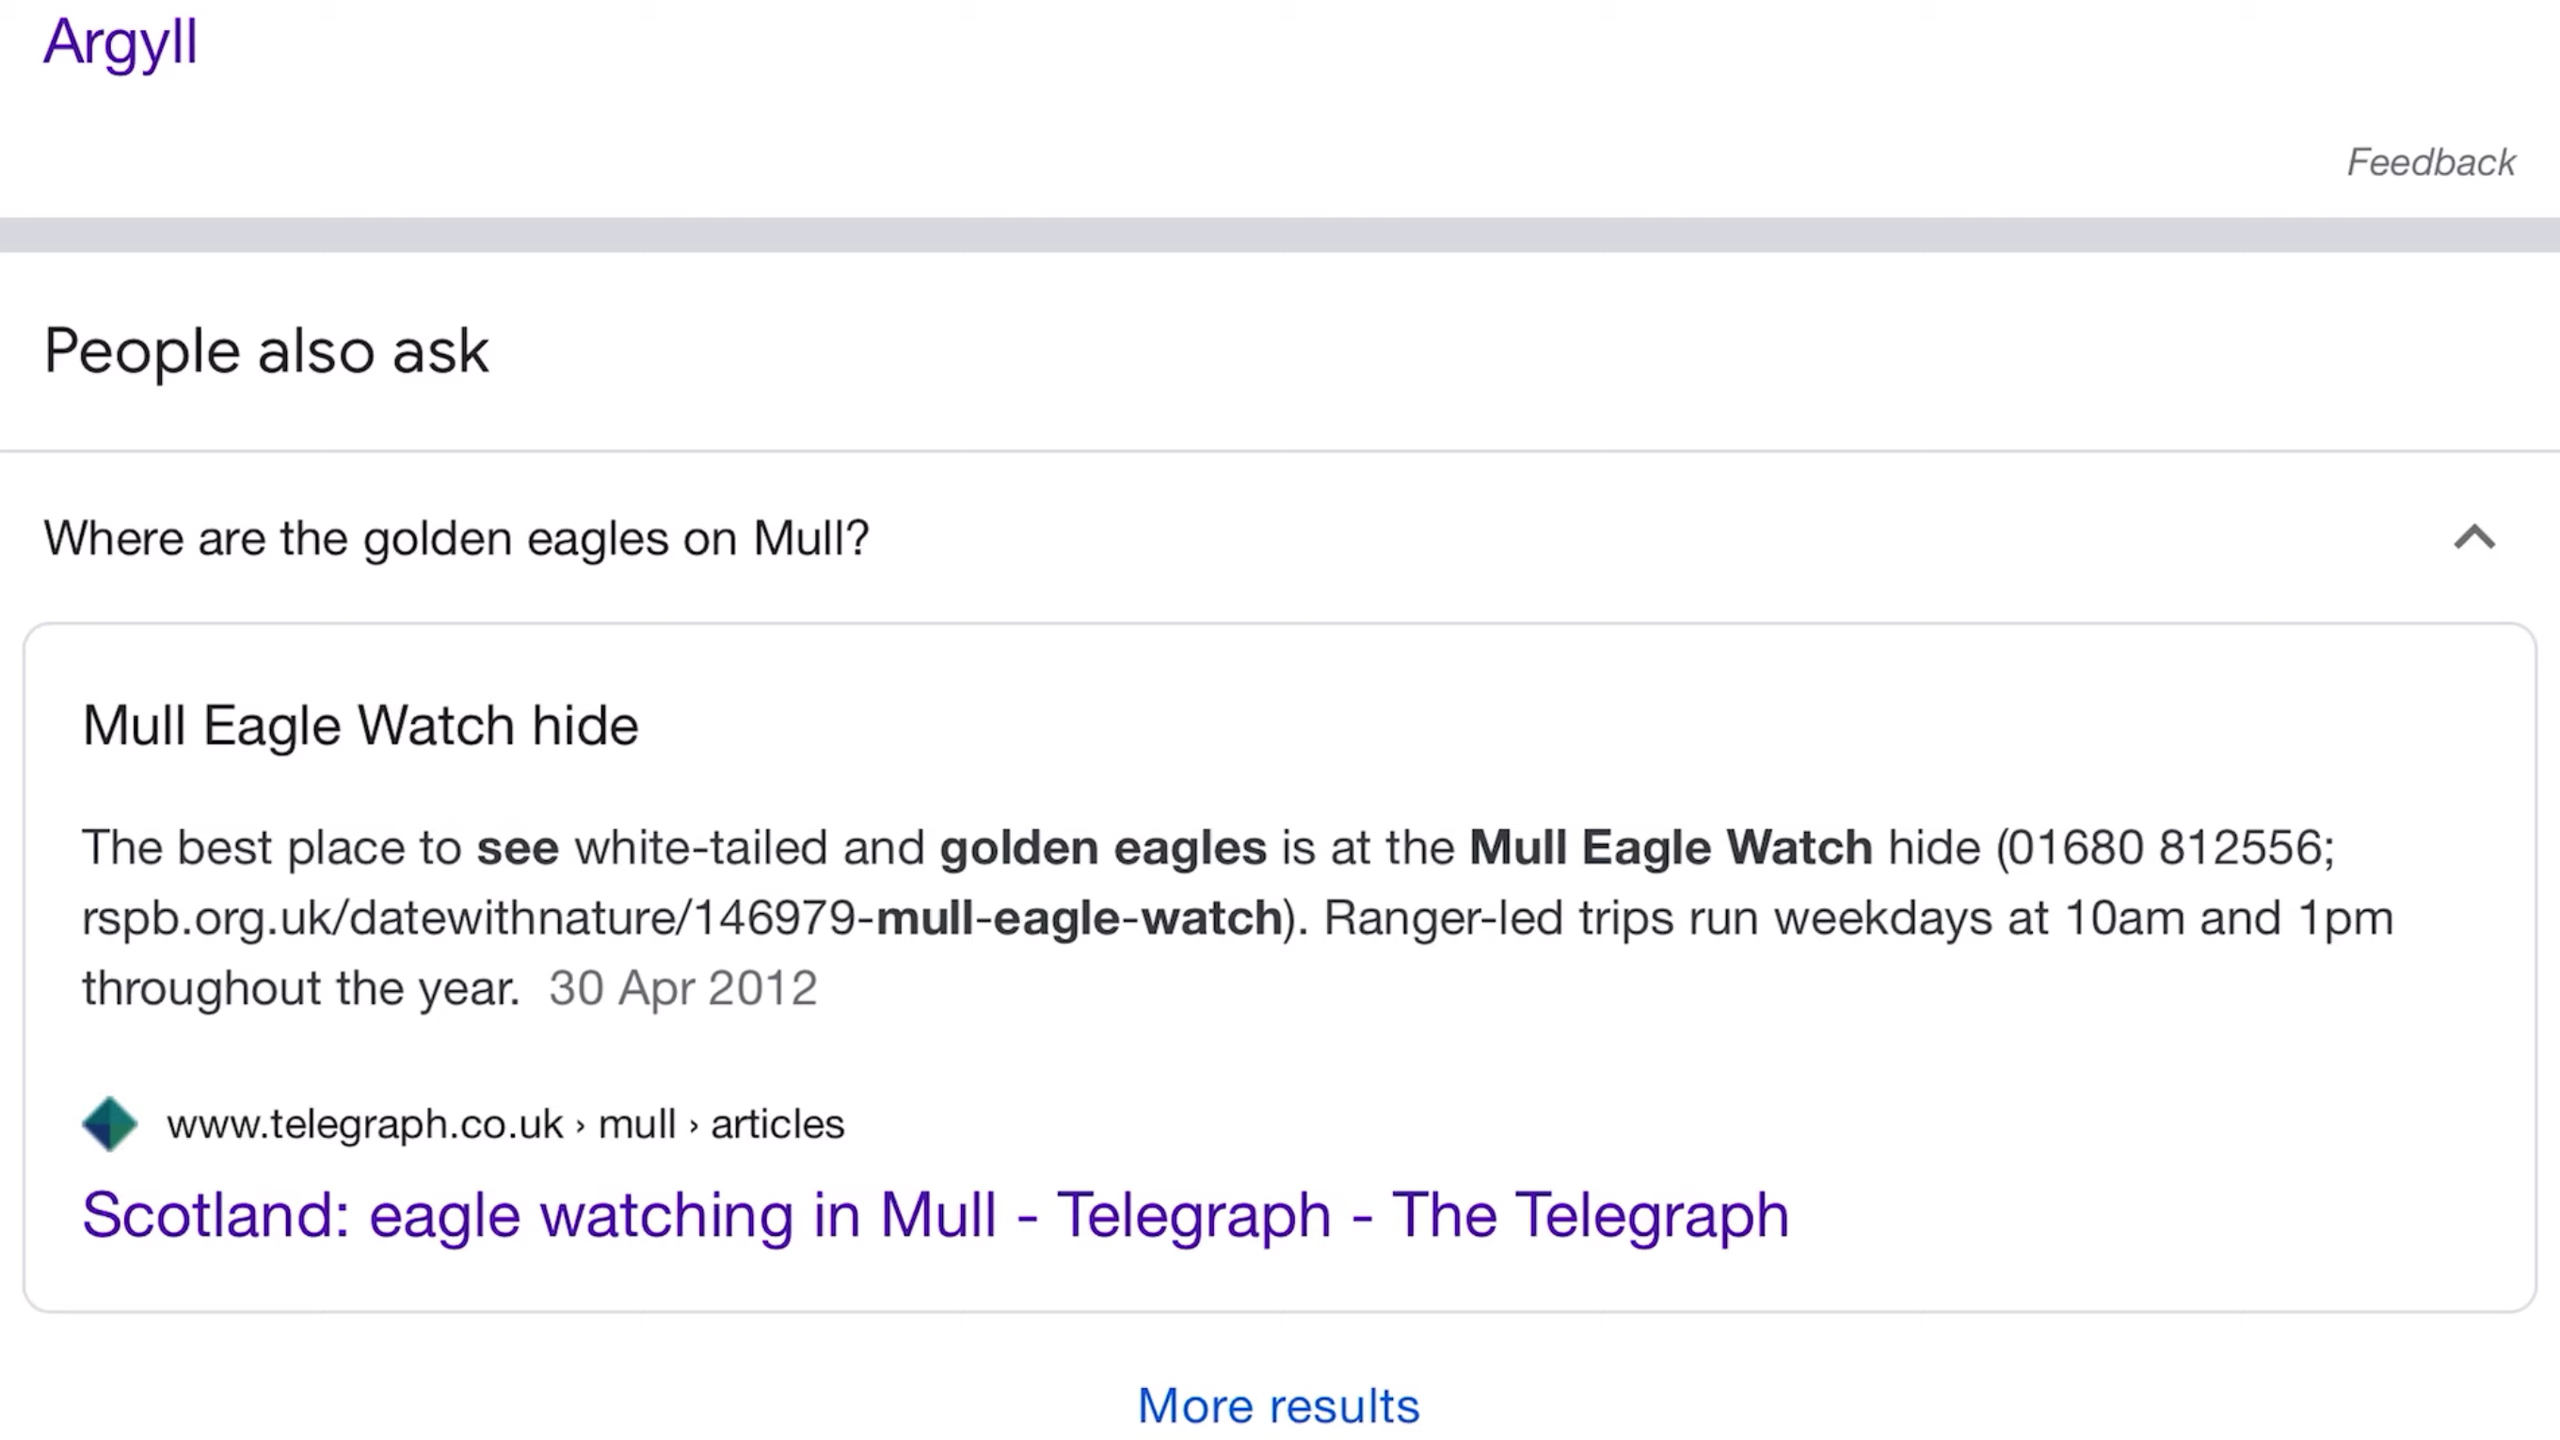 Argyll
Feedback
People also ask
Where are the golden eagles on Mull?
Mull Eagle Watch hide
The best place to see white-tailed and golden eagles is at the Mull Eagle Watch hide (01680 812556;
rspb.org.uk/datewithnature/146979-mull-eagle-watch). Ranger-led trips run weekdays at 10am and 1pm
throughout the year. 30 Apr 2012
www.telegraph.co.uk › mull › articles
Scotland: eagle watching in Mull - Telegraph - The Telegraph
More results